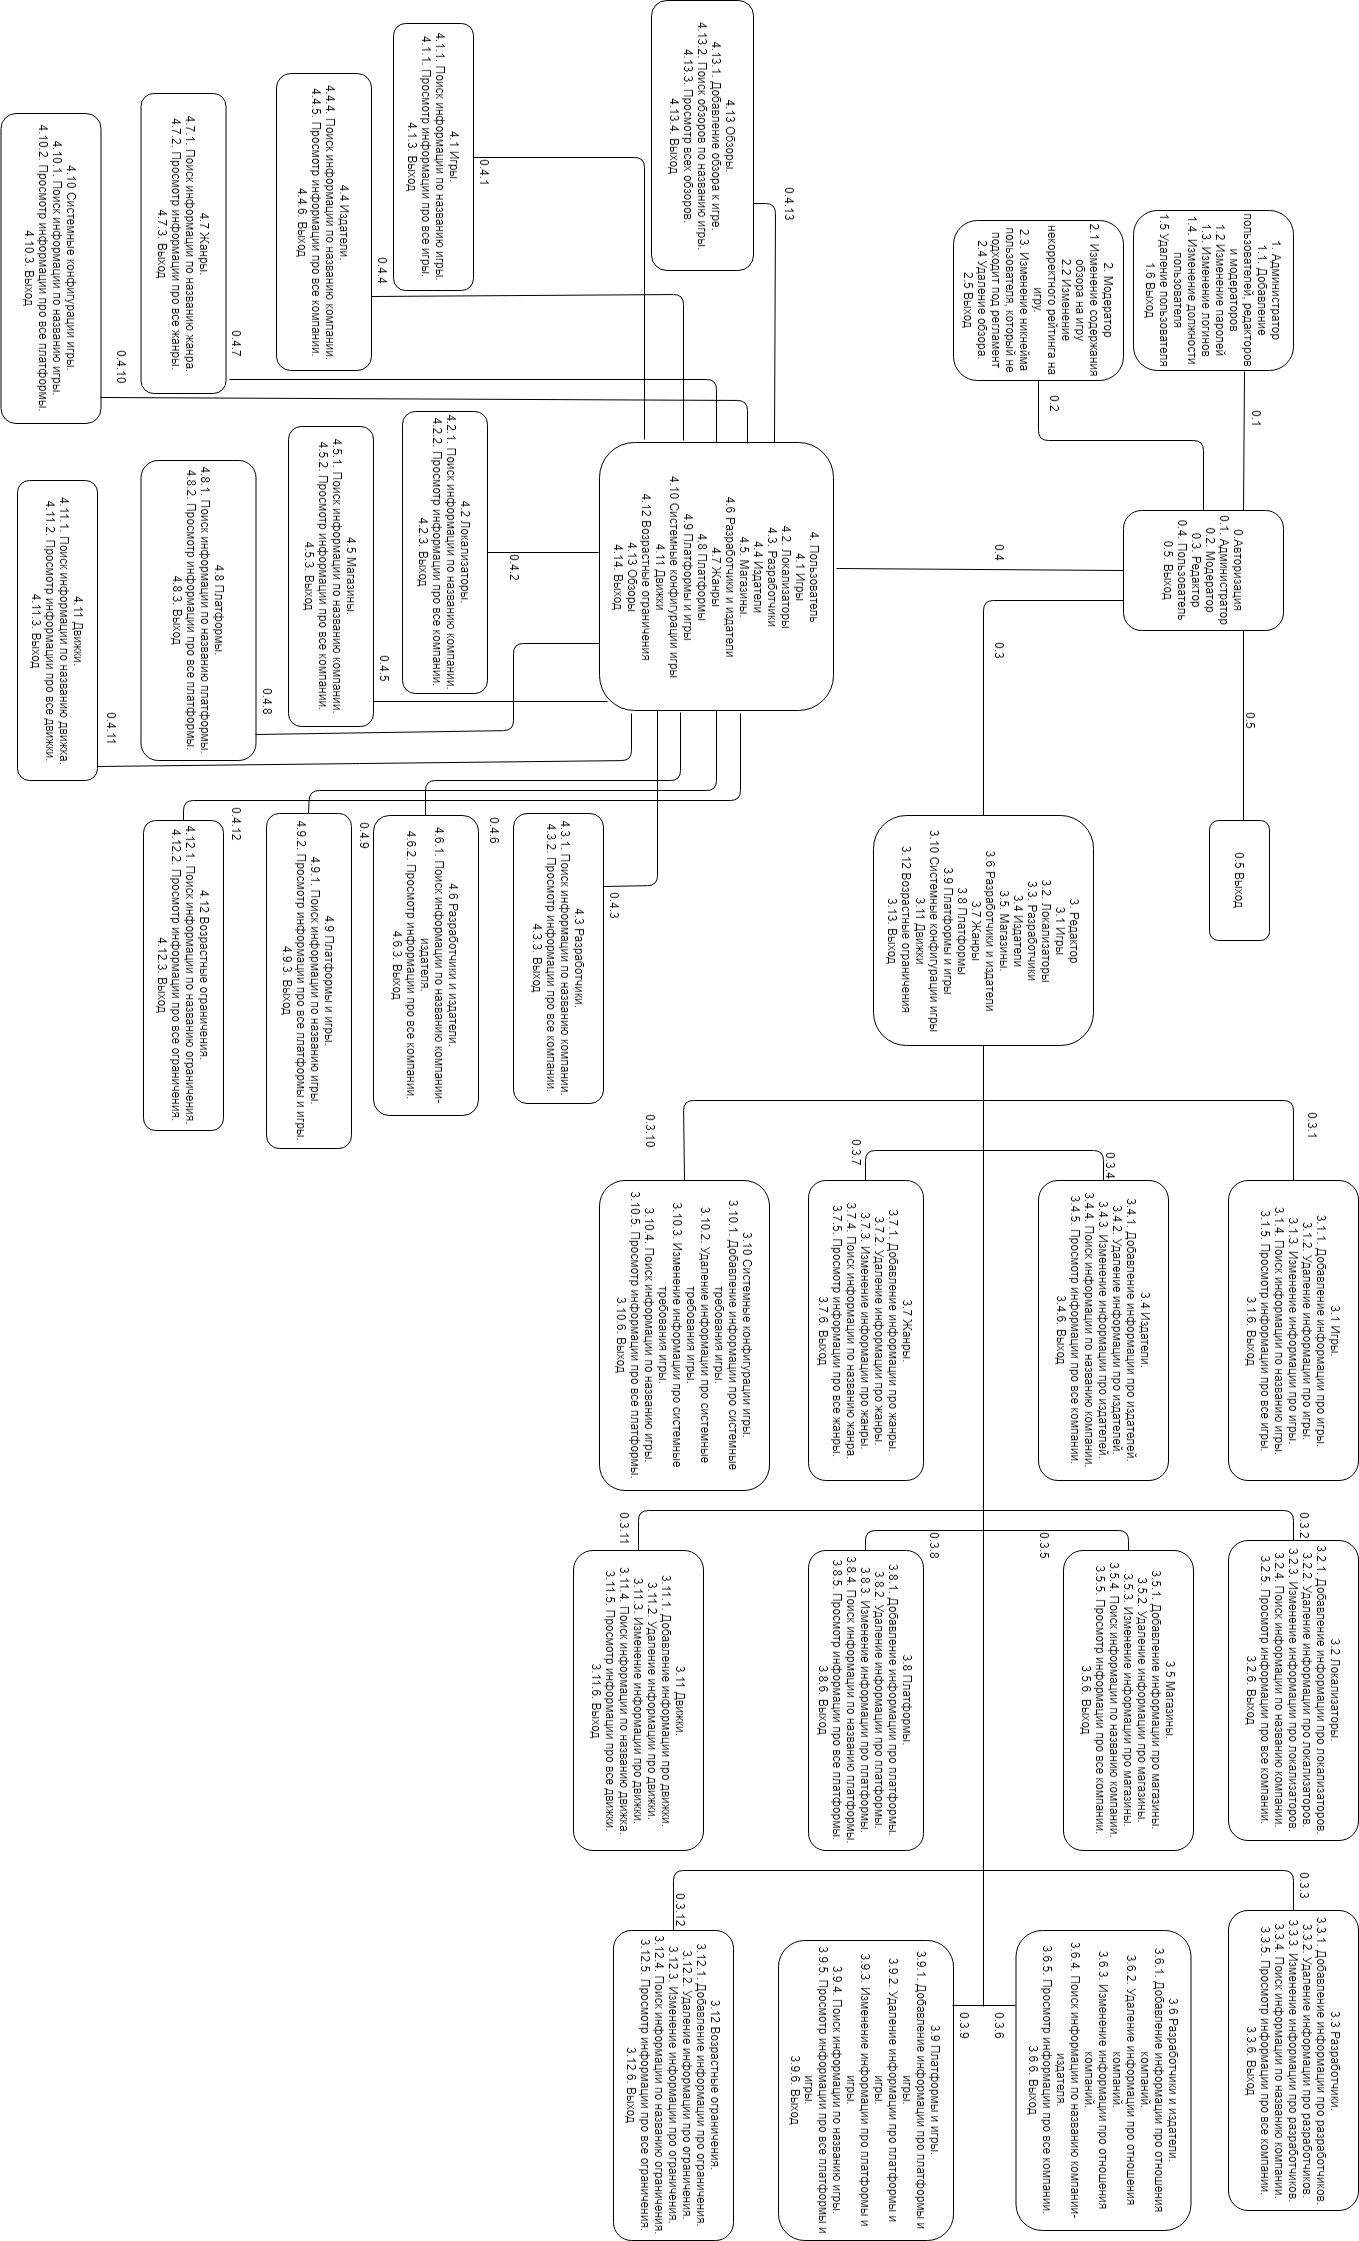 1. Администратор
1.1. Добавление
пользователей, редакторов
и модераторов
1.2 Изменение паролей
1.3. Изменение логинов
1.4. Изменение должности
пользователя
1.5 Удаление пользователя
1.6 Выход
0.1
2. Модератор
2.1 Изменение содержания
обзора на игру
2.2 Изменение
некорректного рейтинга на
игру.
2.3. Изменение никнейма
пользователя, который не
подходит под регламент
2.4 Удаление обзора.
2.5 Выход
0.2
0.Авторизация
0.1. Администратор
0.2. Модератор
0.3. Редактор
0.4. Пользователь
0.5. Выход
0.5
0.5 Выход
0.4
0.3
4.13 Обзоры.
4.13.1. Добавление обзора к игре.
4.13.2. Поиск обзоров по названию игры.
4.13.3. Просмотр всех обзоров.
4.13.4. Выход
0.4.13
4.1 Игры.
4.1.1. Поиск информации по названию игры.
4.1.1. Просмотр информации про все игры.
4.1.3. Выход
0.4.1
4.4 Издатели.
4.4.4. Поиск информации по названию компании.
4.4.5. Просмотр информации про все компании.
4.4.6. Выход
0.4.4
4.7 Жанры.
4.7.1. Поиск информации по названию жанра.
4.7.2. Просмотр информации про все жанры.
4.7.3. Выход
0.4.7
4.10 Системные конфигурации игры.
4.10.1. Поиск информации по названию игры.
4.10.2. Просмотр информации про все платформы.
4.10.3. Выход
0.4.10
4. Пользователь
4.1 Игры
4.2. Локализаторы
4.3. Разработчики
4.4 Издатели
4.5. Магазины.
4.6 Разработчики и издатели
4.7 Жанры
4.8 Платформы
4.9 Платформы и игры
4.10 Системные конфигурации игры
4.11 Движки
4.12 Возрастные ограничения
4.13 Обзоры
4.14. Выход
4.2 Локализаторы.
4.2.1. Поиск информации по названию компании.
4.2.2. Просмотр информации про все компании.
4.2.3. Выход
0.4.2
4.5 Магазины.
4.5.1. Поиск информации по названию компании.
4.5.2. Просмотр информации про все компании.
4.5.3. Выход
0.4.5
4.8 Платформы.
4.8.1. Поиск информации по названию платформы.
4.8.2. Просмотр информации про все платформы.
4.8.3. Выход
0.4.8
4.11 Движки.
4.11.1. Поиск информации по названию движка.
4.11.2. Просмотр информации про все движки.
4.11.3. Выход
0.4.11
4.3 Разработчики.
4.3.1. Поиск информации по названию компании.
4.3.2. Просмотр информации про все компании.
4.3.3. Выход
0.4.3
4.6 Разработчики и издатели.
4.6.1. Поиск информации по названию компании-
издателя.
4.6.2. Просмотр информации про все компании.
4.6.3. Выход
0.4.6
4.9 Платформы и игры.
4.9.1. Поиск информации по названию игры.
4.9.2. Просмотр информации про все платформы и игры.
4.9.3. Выход
0.4.9
4.12 Возрастные ограничения.
4.12.1. Поиск информации по названию ограничения.
4.12.2. Просмотр информации про все ограничения.
4.12.3. Выход
0.4.12
3. Редактор
3.1 Игры
3.2. Локализаторы
3.3. Разработчики
3.4 Издатели
3.5. Магазины.
3.6 Разработчики и издатели
3.7 Жанры
3.8 Платформы
3.9 Платформы и игры
3.10 Системные конфигурации игры
3.11 Движки
3.12 Возрастные ограничения
3.13. Выход
0.3.1
3.1 Игры.
3.1.1. Добавление информации про игры.
3.1.2. Удаление информации про игры.
3.1.3. Изменение информации про игры.
3.1.4. Поиск информации по названию игры.
3.1.5. Просмотр информации про все игры.
3.1.6. Выход
0.3.4
3.4 Издатели.
3.4.1. Добавление информации про издателей.
3.4.2. Удаление информации про издателей.
3.4.3. Изменение информации про издателей.
3.4.4. Поиск информации по названию компании.
3.4.5. Просмотр информации про все компании.
3.4.6. Выход
0.3.7
3.7 Жанры.
3.7.1. Добавление информации про жанры.
3.7.2. Удаление информации про жанры.
3.7.3. Изменение информации про жанры.
3.7.4. Поиск информации по названию жанра.
3.7.5. Просмотр информации про все жанры.
3.7.6. Выход
0.3.10
3.10 Системные конфигурации игры.
3.10.1. Добавление информации про системные
требования игры.
3.10.2. Удаление информации про системные
требования игры.
3.10.3. Изменение информации про системные
требования игры.
3.10.4. Поиск информации по названию игры.
3.10.5. Просмотр информации про все платформы.
3.10.6. Выход
0.3.2
3.2 Локализаторы.
3.2.1. Добавление информации про локализаторов.
3.2.2. Удаление информации про локализаторов.
3.2.3. Изменение информации про локализаторов.
3.2.4. Поиск информации по названию компании.
3.2.5. Просмотр информации про все компании.
3.2.6. Выход
0.3.5
3.5 Магазины.
3.5.1. Добавление информации про магазины.
3.5.2. Удаление информации про магазины.
3.5.3. Изменение информации про магазины.
3.5.4. Поиск информации по названию компании.
3.5.5. Просмотр информации про все компании.
3.5.6. Выход
0.3.8
3.8 Платформы.
3.8.1. Добавление информации про платформы.
3.8.2. Удаление информации про платформы.
3.8.3. Изменение информации про платформы.
3.8.4. Поиск информации по названию платформы.
3.8.5. Просмотр информации про все платформы.
3.8.6. Выход
0.3.11
3.11 Движки.
3.11.1. Добавление информации про движки.
3.11.2. Удаление информации про движки.
3.11.3. Изменение информации про движки.
3.11.4. Поиск информации по названию движка.
3.11.5. Просмотр информации про все движки.
3.11.6. Выход
0.3.3
3.3 Разработчики.
3.3.1. Добавление информации про разработчиков.
3.3.2. Удаление информации про разработчиков.
3.3.3. Изменение информации про разработчиков.
3.3.4. Поиск информации по названию компании.
3.3.5. Просмотр информации про все компании.
3.3.6. Выход
0.3.6
3.6 Разработчики и издатели.
3.6.1. Добавление информации про отношения
компаний.
3.6.2. Удаление информации про отношения
компаний.
3.6.3. Изменение информации про отношения
компаний.
3.6.4. Поиск информации по названию компании-
издателя.
3.6.5. Просмотр информации про все компании.
3.6.6. Выход
0.3.9
3.9 Платформы и игры.
3.9.1. Добавление информации про платформы и
игры.
3.9.2. Удаление информации про платформы и
игры.
3.9.3. Изменение информации про платформы и
игры.
3.9.4. Поиск информации по названию игры.
3.9.5. Просмотр информации про все платформы и
игры.
3.9.6. Выход
0.3.12
3.12 Возрастные ограничения.
3.12.1. Добавление информации про ограничения.
3.12.2. Удаление информации про ограничения.
3.12.3. Изменение информации про ограничения.
3.12.4. Поиск информации по названию ограничения.
3.12.5. Просмотр информации про все ограничения.
3.12.6. Выход